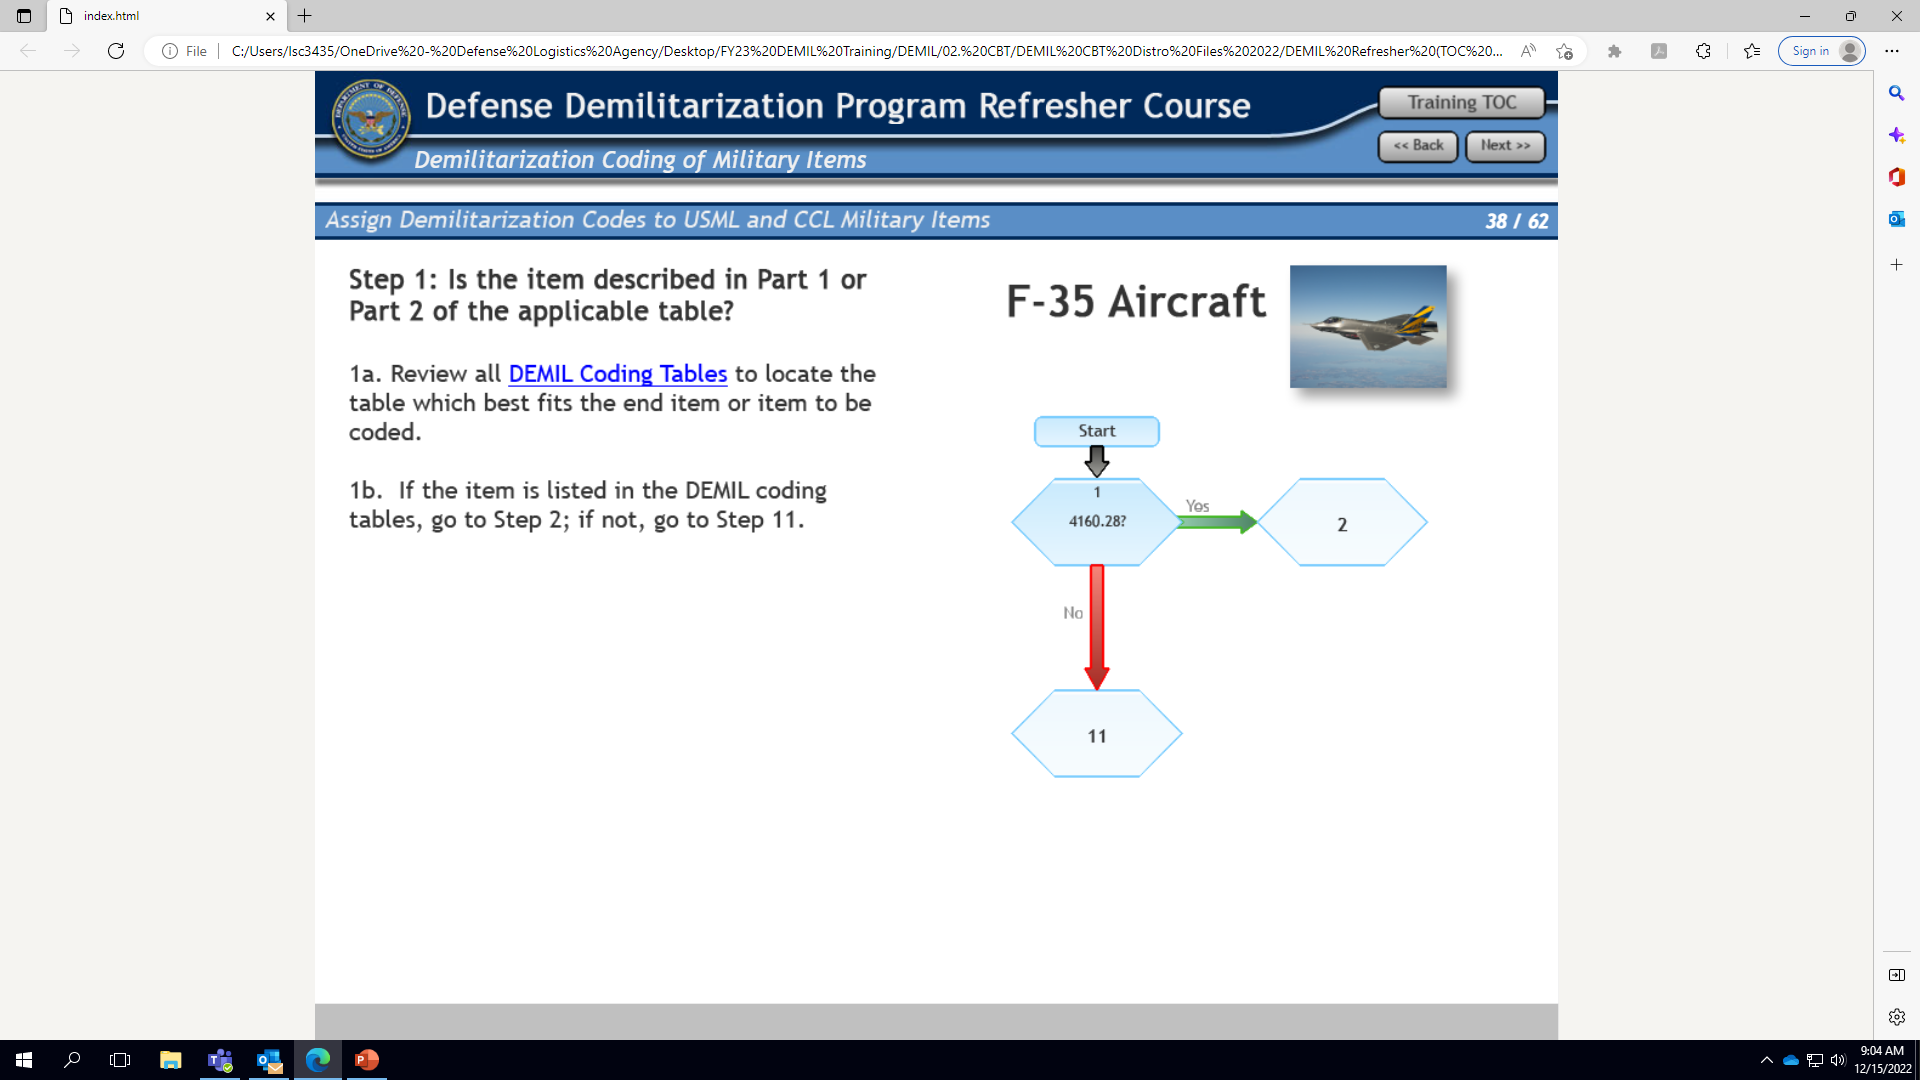 index.html
File
C:/Users/lsc3435/OneDrive%20-%20Defense%20Logistics%20Agency/Desktop/FY23%20DEMIL%20Training/DEMIL/02.%20CBT/DEMIL%20CBT%20Distro%20Files%202022/DEMIL%20Refresher%20(TOC%20...
Sign in
Defense Demilitarization Program Refresher Course
Training TOC
<< Back
Next >>
Demilitarization Coding of Military Items
Assign Demilitarization Codes to USML and CCL Military Items
38 / 62
Step 1: Is the item described in Part 1 or
Part 2 of the applicable table?
F-35 Aircraft
1a. Review all DEMIL Coding Tables to locate the
table which best fits the end item or item to be
coded.
1b. If the item is listed in the DEMIL coding
tables, go to Step 2; if not, go to Step 11.
Start
1
4160.28?
Yes
2
No
11
9:04 AM
12/15/2022